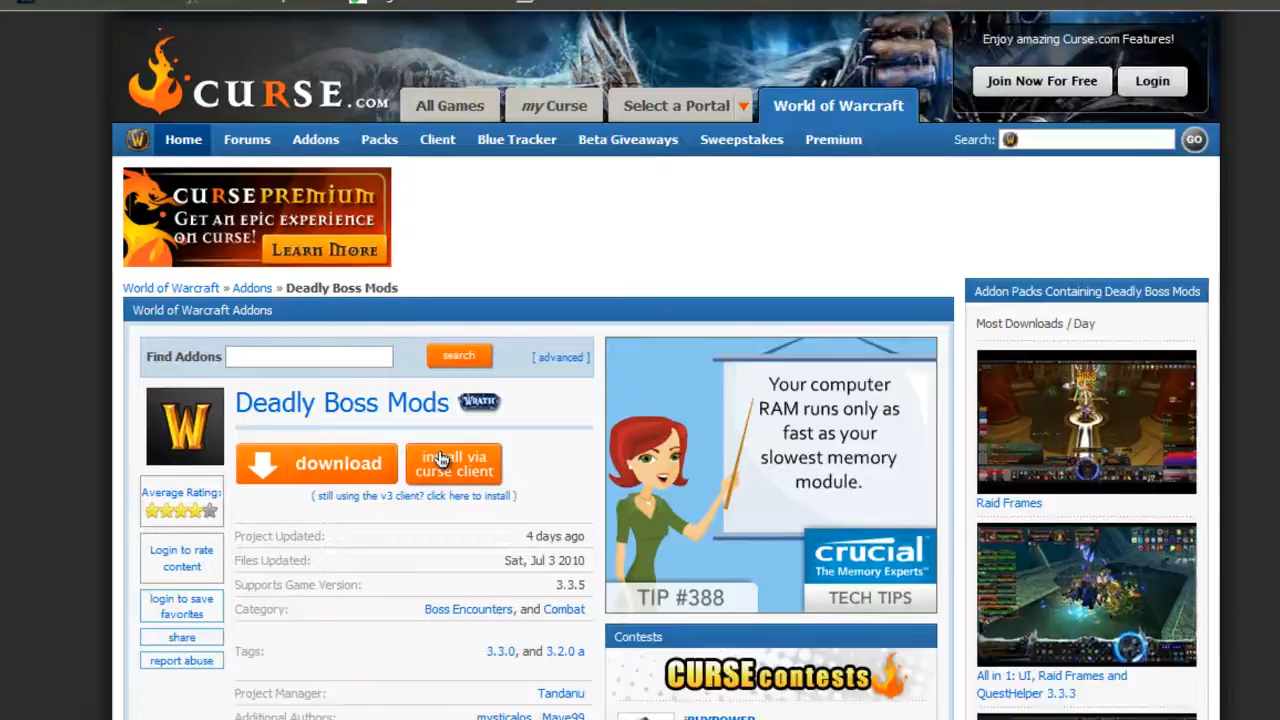 Enjoy amazing Curse.com Features!
CURSE.COM
All Games
my Curse
Select a Portal
World of Warcraft
Join Now For Free
Login
Home
Forums
Addons
Packs
Client
Blue Tracker
Beta Giveaways
Sweepstakes
Premium
Search:
GO
CURSE PREMIUM
GET AN EPIC EXPERIENCE
ON CURSE!
LEARN MORE
World of Warcraft » Addons » Deadly Boss Mods
World of Warcraft Addons
Find Addons
search
[ advanced ]
Deadly Boss Mods
WRATH
download
install via
curse client
( still using the v3 client? click here to install )
Average Rating:
Login to rate
content
login to save
favorites
share
report abuse
Project Updated: 4 days ago
Files Updated: Sat, Jul 3 2010
Supports Game Version: 3.3.5
Category: Boss Encounters, and Combat
Tags: 3.3.0, and 3.2.0 a
Project Manager: Tandanu
Additional Authors: mysticalos, Maye99
Your computer
RAM runs only as
fast as your
slowest memory
module.
crucial
The Memory Experts
TIP #388
TECH TIPS
Contests
CURSE contests
iBUYPOWER
Addon Packs Containing Deadly Boss Mods
Most Downloads / Day
Raid Frames
All in 1: UI, Raid Frames and
QuestHelper 3.3.3